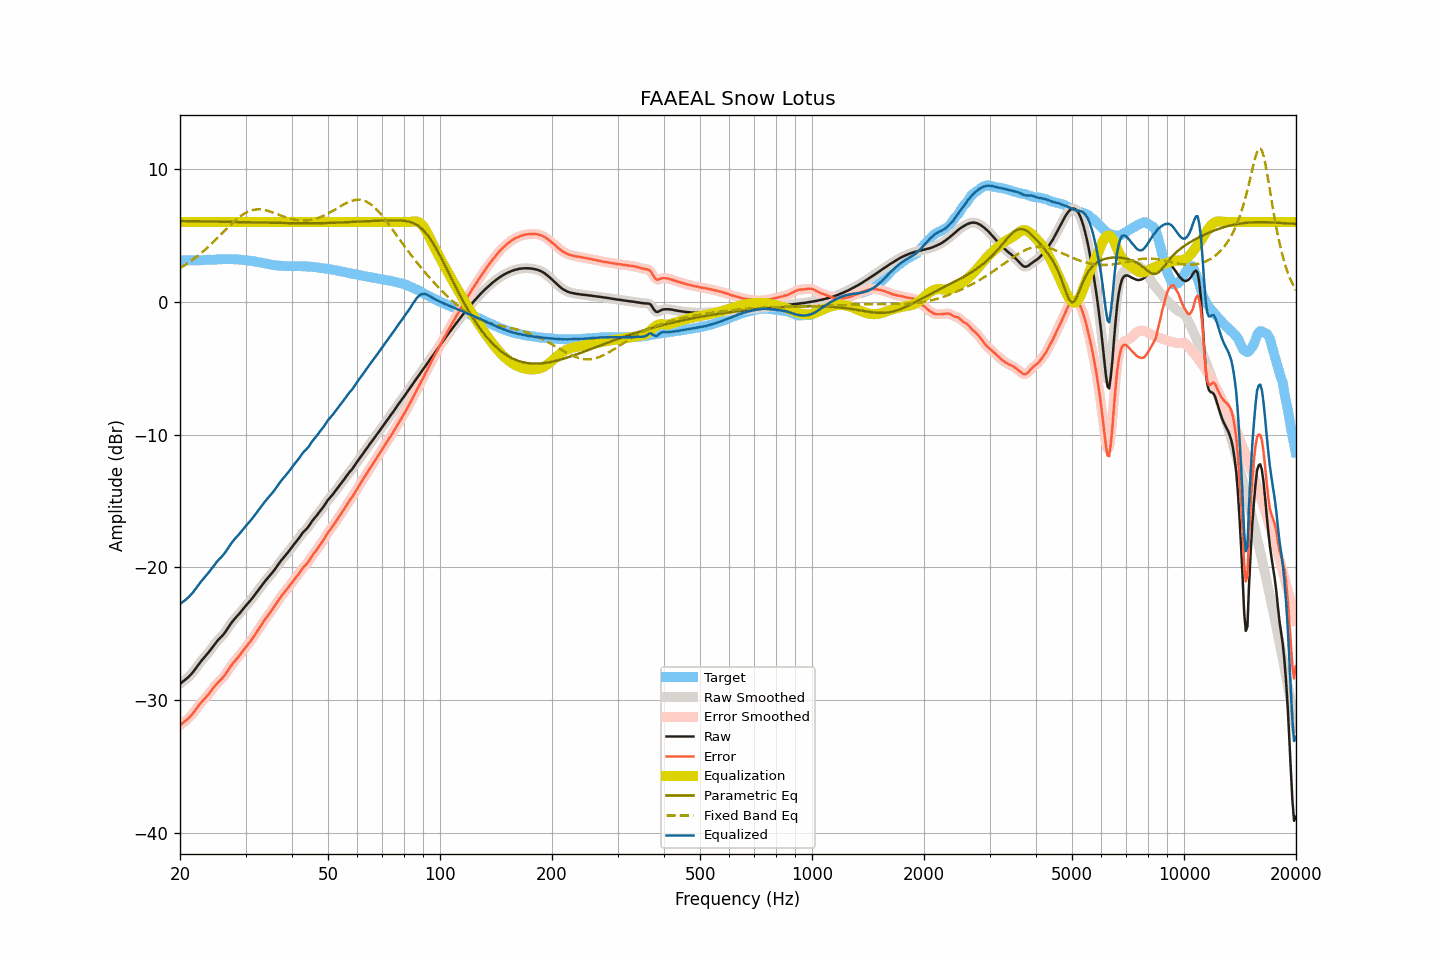 FAAEAL Snow Lotus
Amplitude (dBr)
10
0
−10
−20
−30
−40
Target
Raw Smoothed
Error Smoothed
Raw
Error
Equalization
Parametric Eq
Fixed Band Eq
Equalized
20 50 100 200 500 1000 2000 5000 10000 20000
Frequency (Hz)